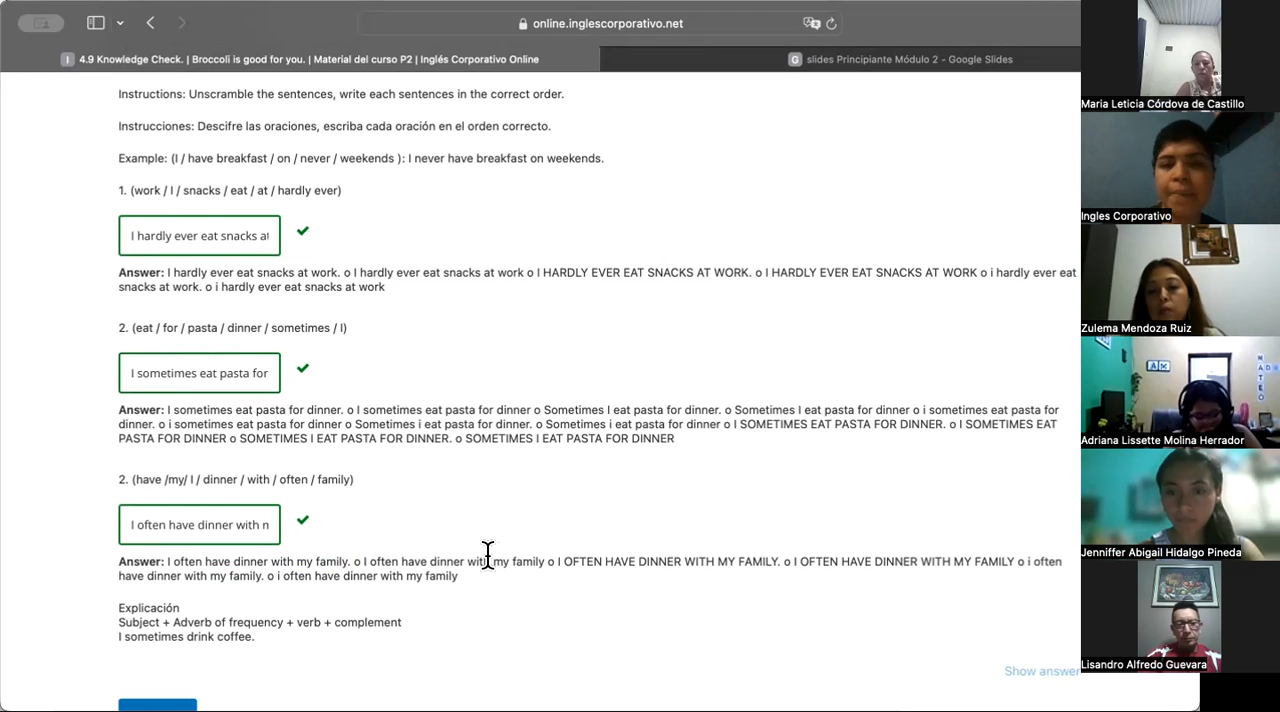 online.inglescorporativo.net
I 4.9 Knowledge Check. | Broccoli is good for you. | Material del curso P2 | Inglés Corporativo Online
G slides Principiante Módulo 2 - Google Slides
Instructions: Unscramble the sentences, write each sentences in the correct order.
Instrucciones: Descifre las oraciones, escriba cada oración en el orden correcto.
Example: (I / have breakfast / on / never / weekends ): I never have breakfast on weekends.
1. (work / I / snacks / eat / at / hardly ever)
I hardly ever eat snacks at
Answer: I hardly ever eat snacks at work. o I hardly ever eat snacks at work o I HARDLY EVER EAT SNACKS AT WORK. o I HARDLY EVER EAT SNACKS AT WORK o i hardly ever eat
snacks at work. o i hardly ever eat snacks at work
2. (eat / for / pasta / dinner / sometimes / I)
I sometimes eat pasta for
Answer: I sometimes eat pasta for dinner. o I sometimes eat pasta for dinner o Sometimes I eat pasta for dinner. o Sometimes I eat pasta for dinner o i sometimes eat pasta for
dinner. o i sometimes eat pasta for dinner o Sometimes i eat pasta for dinner. o Sometimes i eat pasta for dinner o I SOMETIMES EAT PASTA FOR DINNER. o I SOMETIMES EAT
PASTA FOR DINNER o SOMETIMES I EAT PASTA FOR DINNER. o SOMETIMES I EAT PASTA FOR DINNER
2. (have /my/ I / dinner / with / often / family)
I often have dinner with n
Answer: I often have dinner with my family. o I often have dinner with my family o I OFTEN HAVE DINNER WITH MY FAMILY. o I OFTEN HAVE DINNER WITH MY FAMILY o i often
have dinner with my family. o i often have dinner with my family
Explicación
Subject + Adverb of frequency + verb + complement
I sometimes drink coffee.
Show answer
Maria Leticia Córdova de Castillo
Ingles Corporativo
Zulema Mendoza Ruiz
Adriana Lissette Molina Herrador
Jenniffer Abigail Hidalgo Pineda
Lisandro Alfredo Guevara